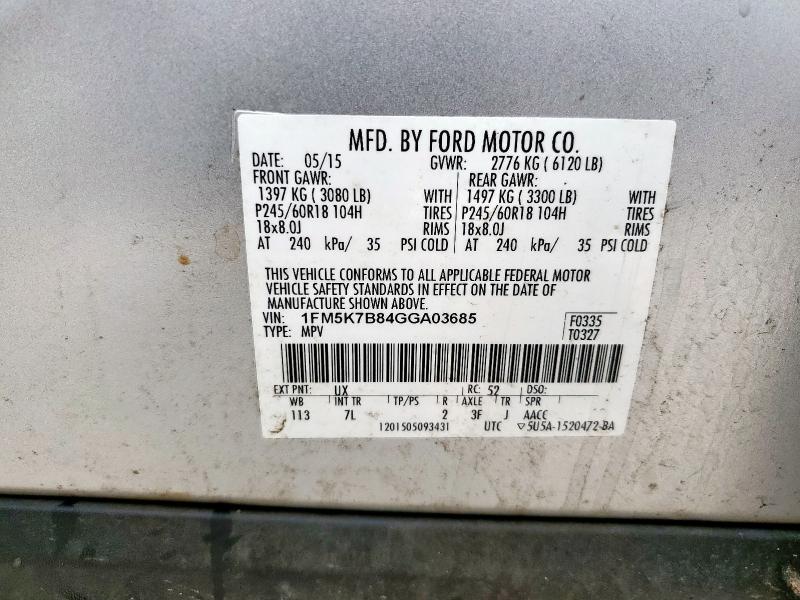 MFD. BY FORD MOTOR CO.
DATE: 05/15 GVWR: 2776 KG ( 6120 LB)
FRONT GAWR: REAR GAWR:
1397 KG ( 3080 LB) WITH 1497 KG ( 3300 LB) WITH
P245/60R18 104H TIRES P245/60R18 104H TIRES
18x8.0J RIMS 18x8.0J RIMS
AT 240 kPa/ 35 PSI COLD AT 240 kPa/ 35 PSI COLD
THIS VEHICLE CONFORMS TO ALL APPLICABLE FEDERAL MOTOR
VEHICLE SAFETY STANDARDS IN EFFECT ON THE DATE OF
MANUFACTURE SHOWN ABOVE.
VIN: 1FM5K7B84GGA03685 F0335
TYPE: MPV T0327
EXT PNT: UX RC: 52 DSO:
WB INT TR TP/PS R AXLE TR SPR
113 7L 2 3F J AACC
1201505093431 UTC ▽5U5A-1520472-BA